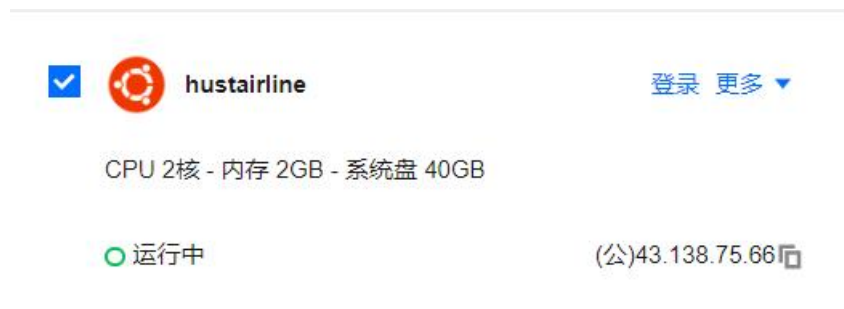 hustairline 登录 更多
CPU 2核 - 内存 2GB - 系统盘 40GB
运行中 (公)43.138.75.66